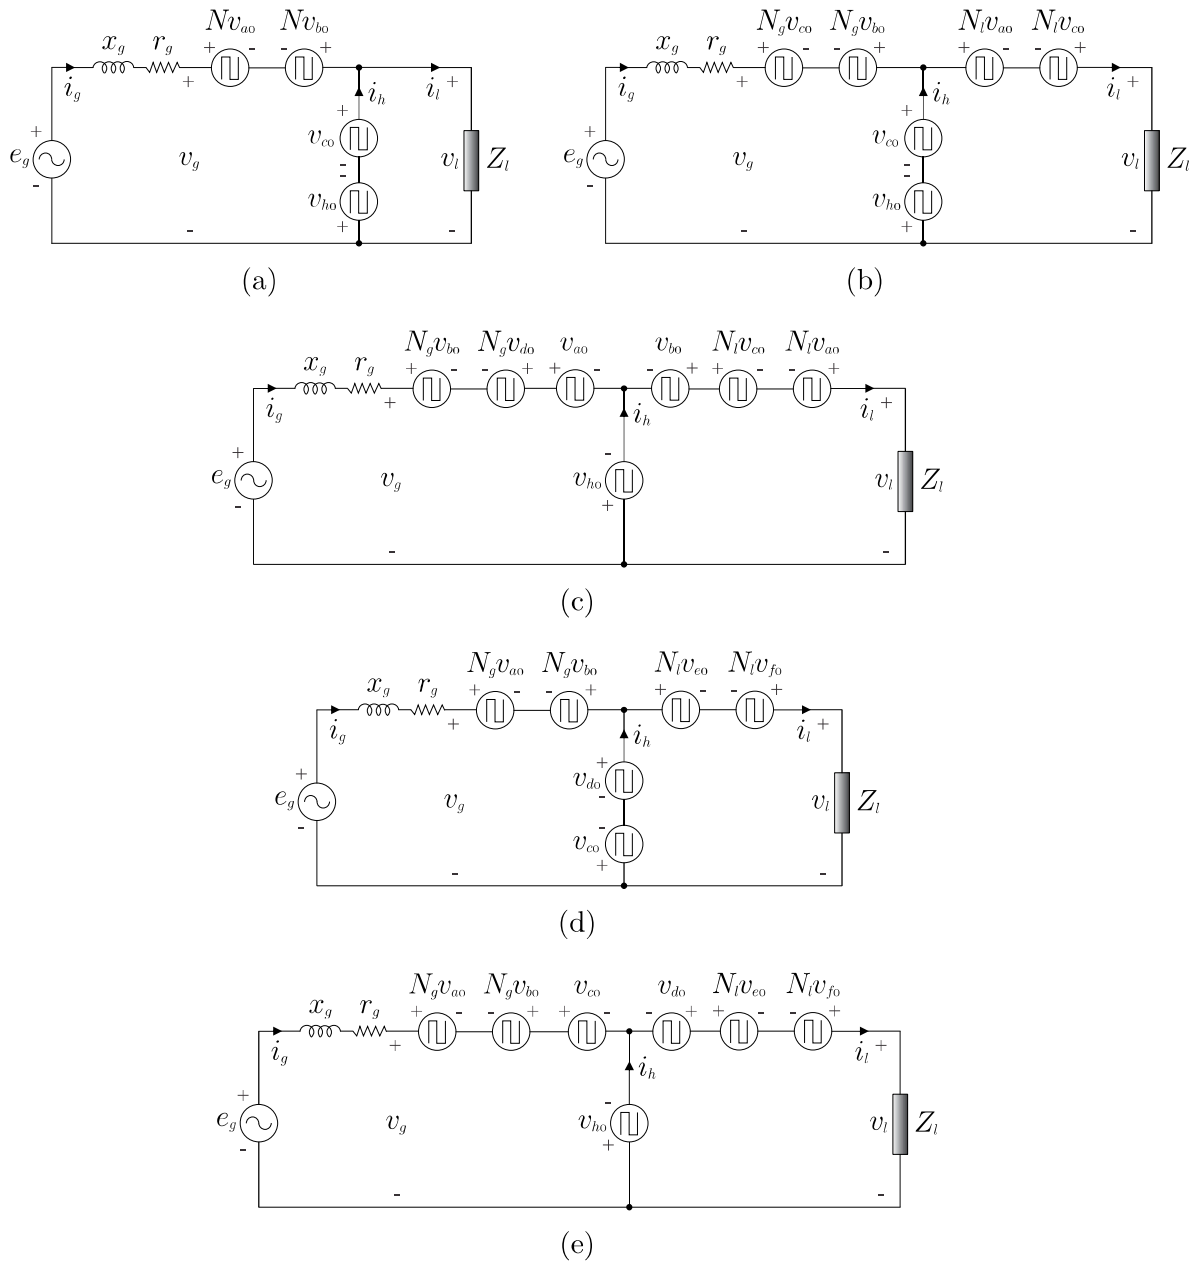 Nv_ao Nv_bo
x_g r_g + - - +
i_g + i_h i_l +
+ +
e_g v_g v_co v_l Z_l
- -
- v_ho
- + -
(a)
N_g v_co N_g v_bo N_l v_ao N_l v_co
x_g r_g + - - + + - - +
i_g + i_h i_l +
+ +
e_g v_g v_co v_l Z_l
- -
- v_ho
- + -
(b)
N_g v_bo N_g v_do v_ao v_bo N_l v_co N_l v_ao
x_g r_g + - - + + - - + + - - +
i_g + i_h i_l +
+ -
e_g v_g v_ho v_l Z_l
- +
- -
(c)
N_g v_ao N_g v_bo N_l v_eo N_l v_fo
x_g r_g + - - + + - - +
i_g + i_h i_l +
+ +
e_g v_g v_do v_l Z_l
- -
- v_co
- + -
(d)
N_g v_ao N_g v_bo v_co v_do N_l v_eo N_l v_fo
x_g r_g + - - + + - - + + - - +
i_g + i_h i_l +
+ -
e_g v_g v_ho v_l Z_l
- +
- -
(e)